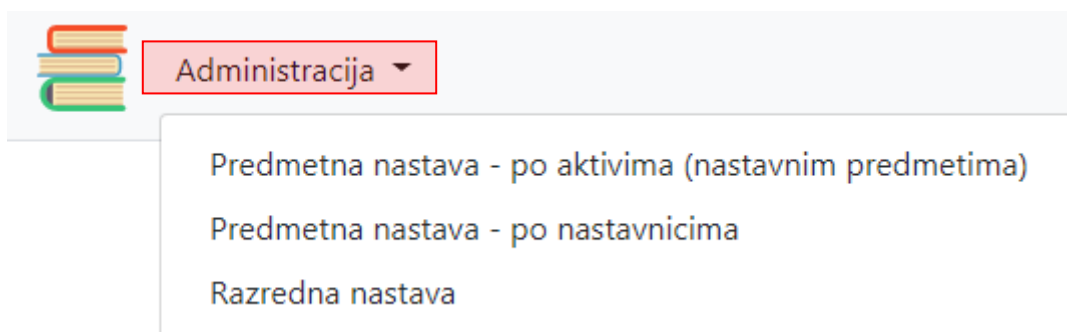 Administracija
Predmetna nastava - po aktivima (nastavnim predmetima)
Predmetna nastava - po nastavnicima
Razredna nastava